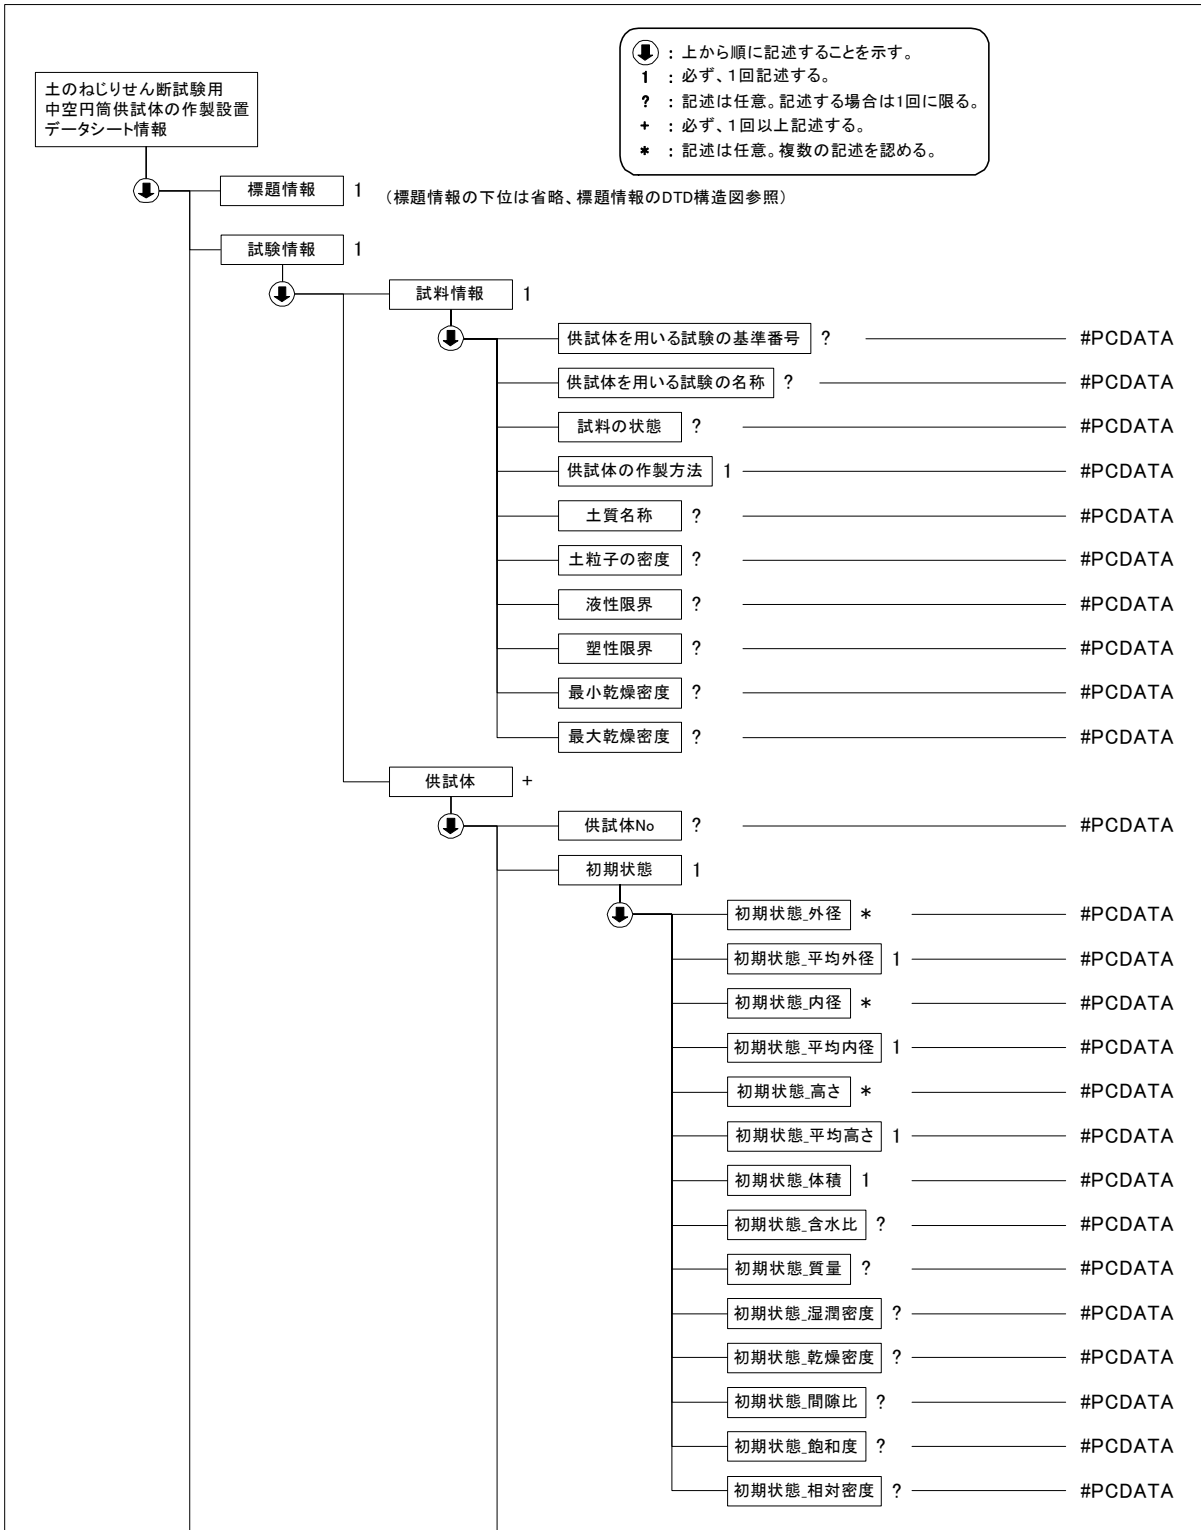 ：上から順に記述することを示す。
1 ：必ず、1回記述する。
? ：記述は任意。記述する場合は1回に限る。
+ ：必ず、1回以上記述する。
* ：記述は任意。複数の記述を認める。
土のねじりせん断試験用
中空円筒供試体の作製設置
データシート情報
標題情報 1 (標題情報の下位は省略、標題情報のDTD構造図参照)
試験情報 1
試料情報 1
供試体を用いる試験の基準番号 ? #PCDATA
供試体を用いる試験の名称 ? #PCDATA
試料の状態 ? #PCDATA
供試体の作製方法 1 #PCDATA
土質名称 ? #PCDATA
土粒子の密度 ? #PCDATA
液性限界 ? #PCDATA
塑性限界 ? #PCDATA
最小乾燥密度 ? #PCDATA
最大乾燥密度 ? #PCDATA
供試体 +
供試体No ? #PCDATA
初期状態 1
初期状態_外径 * #PCDATA
初期状態_平均外径 1 #PCDATA
初期状態_内径 * #PCDATA
初期状態_平均内径 1 #PCDATA
初期状態_高さ * #PCDATA
初期状態_平均高さ 1 #PCDATA
初期状態_体積 1 #PCDATA
初期状態_含水比 ? #PCDATA
初期状態_質量 ? #PCDATA
初期状態_湿潤密度 ? #PCDATA
初期状態_乾燥密度 ? #PCDATA
初期状態_間隙比 ? #PCDATA
初期状態_飽和度 ? #PCDATA
初期状態_相対密度 ? #PCDATA